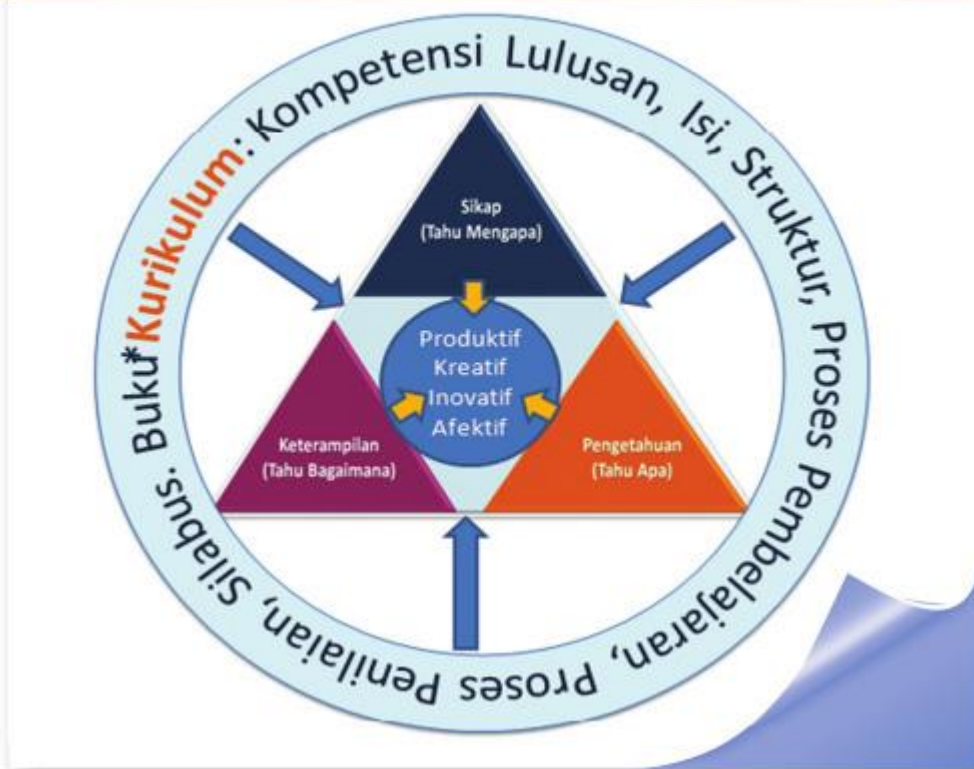 Kurikulum: Kompetensi Lulusan, Isi, Struktur, Proses Pembelajaran, Proses Penilaian, Silabus. Buku*
Sikap
(Tahu Mengapa)
Produktif
Kreatif
Inovatif
Afektif
Keterampilan
(Tahu Bagaimana)
Pengetahuan
(Tahu Apa)